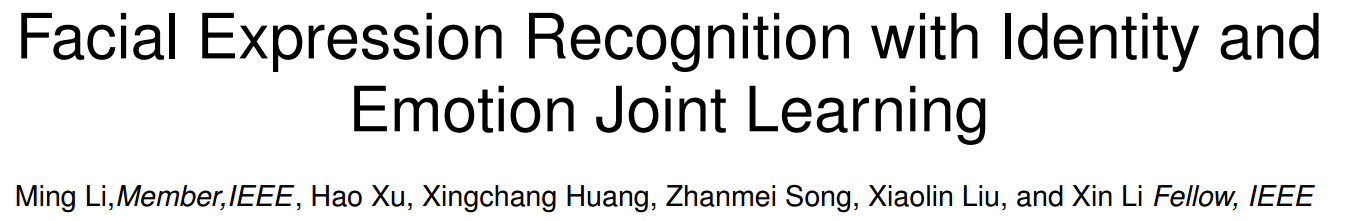 Facial Expression Recognition with Identity and
Emotion Joint Learning
Ming Li,Member,IEEE, Hao Xu, Xingchang Huang, Zhanmei Song, Xiaolin Liu, and Xin Li Fellow, IEEE